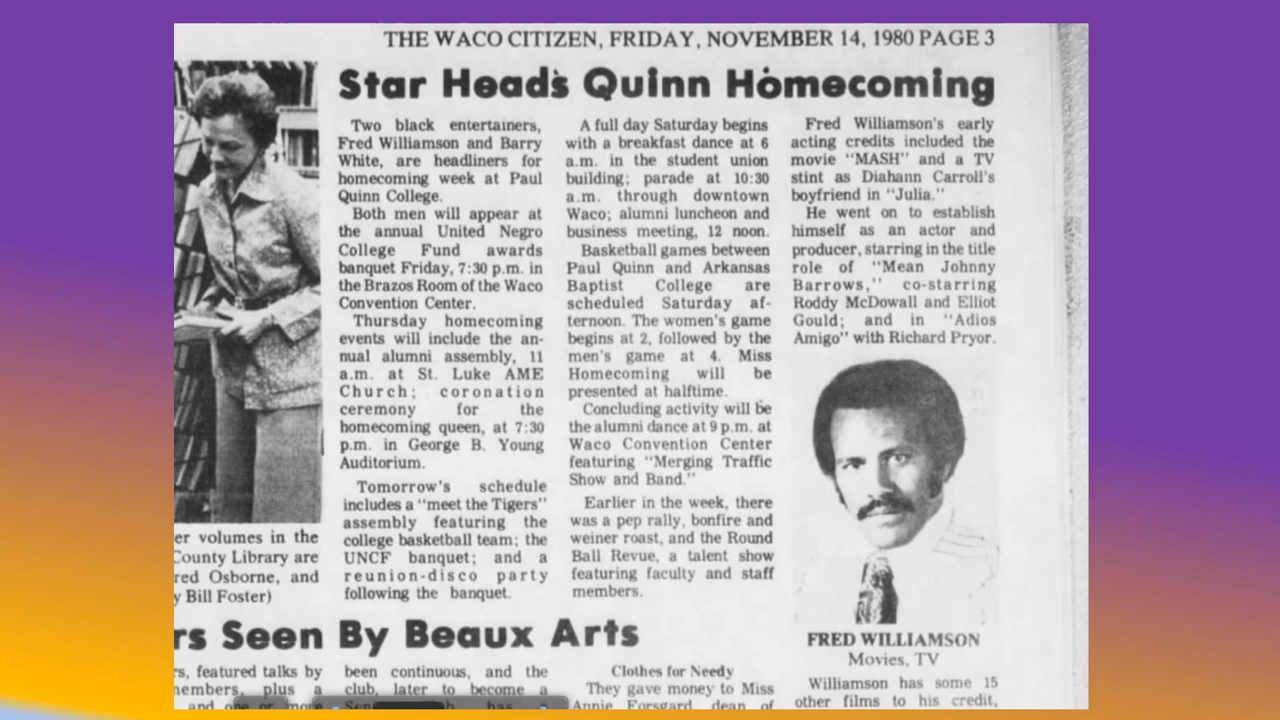 THE WACO CITIZEN, FRIDAY, NOVEMBER 14, 1980 PAGE 3
Star Heads Quinn Homecoming
Two black entertainers,
Fred Williamson and Barry
White, are headliners for
homecoming week at Paul
Quinn College.
Both men will appear at
the annual United Negro
College Fund awards
banquet Friday, 7:30 p.m. in
the Brazos Room of the Waco
Convention Center.
Thursday homecoming
events will include the an-
nual alumni assembly, 11
a.m. at St. Luke AME
Church; coronation
ceremony for the
homecoming queen, at 7:30
p.m. in George B. Young
Auditorium.
Tomorrow's schedule
includes a "meet the Tigers"
assembly featuring the
college basketball team; the
UNCF banquet; and a
reunion-disco party
following the banquet.
A full day Saturday begins
with a breakfast dance at 6
a.m. in the student union
building; parade at 10:30
a.m. through downtown
Waco; alumni luncheon and
business meeting, 12 noon.
Basketball games between
Paul Quinn and Arkansas
Baptist College are
scheduled Saturday af-
ternoon. The women's game
begins at 2, followed by the
men's game at 4. Miss
Homecoming will be
presented at halftime.
Concluding activity will be
the alumni dance at 9 p.m. at
Waco Convention Center
featuring "Merging Traffic
Show and Band."
Earlier in the week, there
was a pep rally, bonfire and
weiner roast, and the Round
Ball Revue, a talent show
featuring faculty and staff
members.
Fred Williamson's early
acting credits included the
movie "MASH" and a TV
stint as Diahann Carroll's
boyfriend in "Julia."
He went on to establish
himself as an actor and
producer, starring in the title
role of "Mean Johnny
Barrows," co-starring
Roddy McDowall and Elliot
Gould; and in "Adios
Amigo" with Richard Pryor.
FRED WILLIAMSON
Movies, TV
Williamson has some 15
other films to his credit,
er volumes in the
County Library are
red Osborne, and
y Bill Foster)
rs Seen By Beaux Arts
rs, featured talks by
members, plus a
and one or more
been continuous, and the
club, later to become a
has
Clothes for Needy
They gave money to Miss
Annie Forsgard, dean of